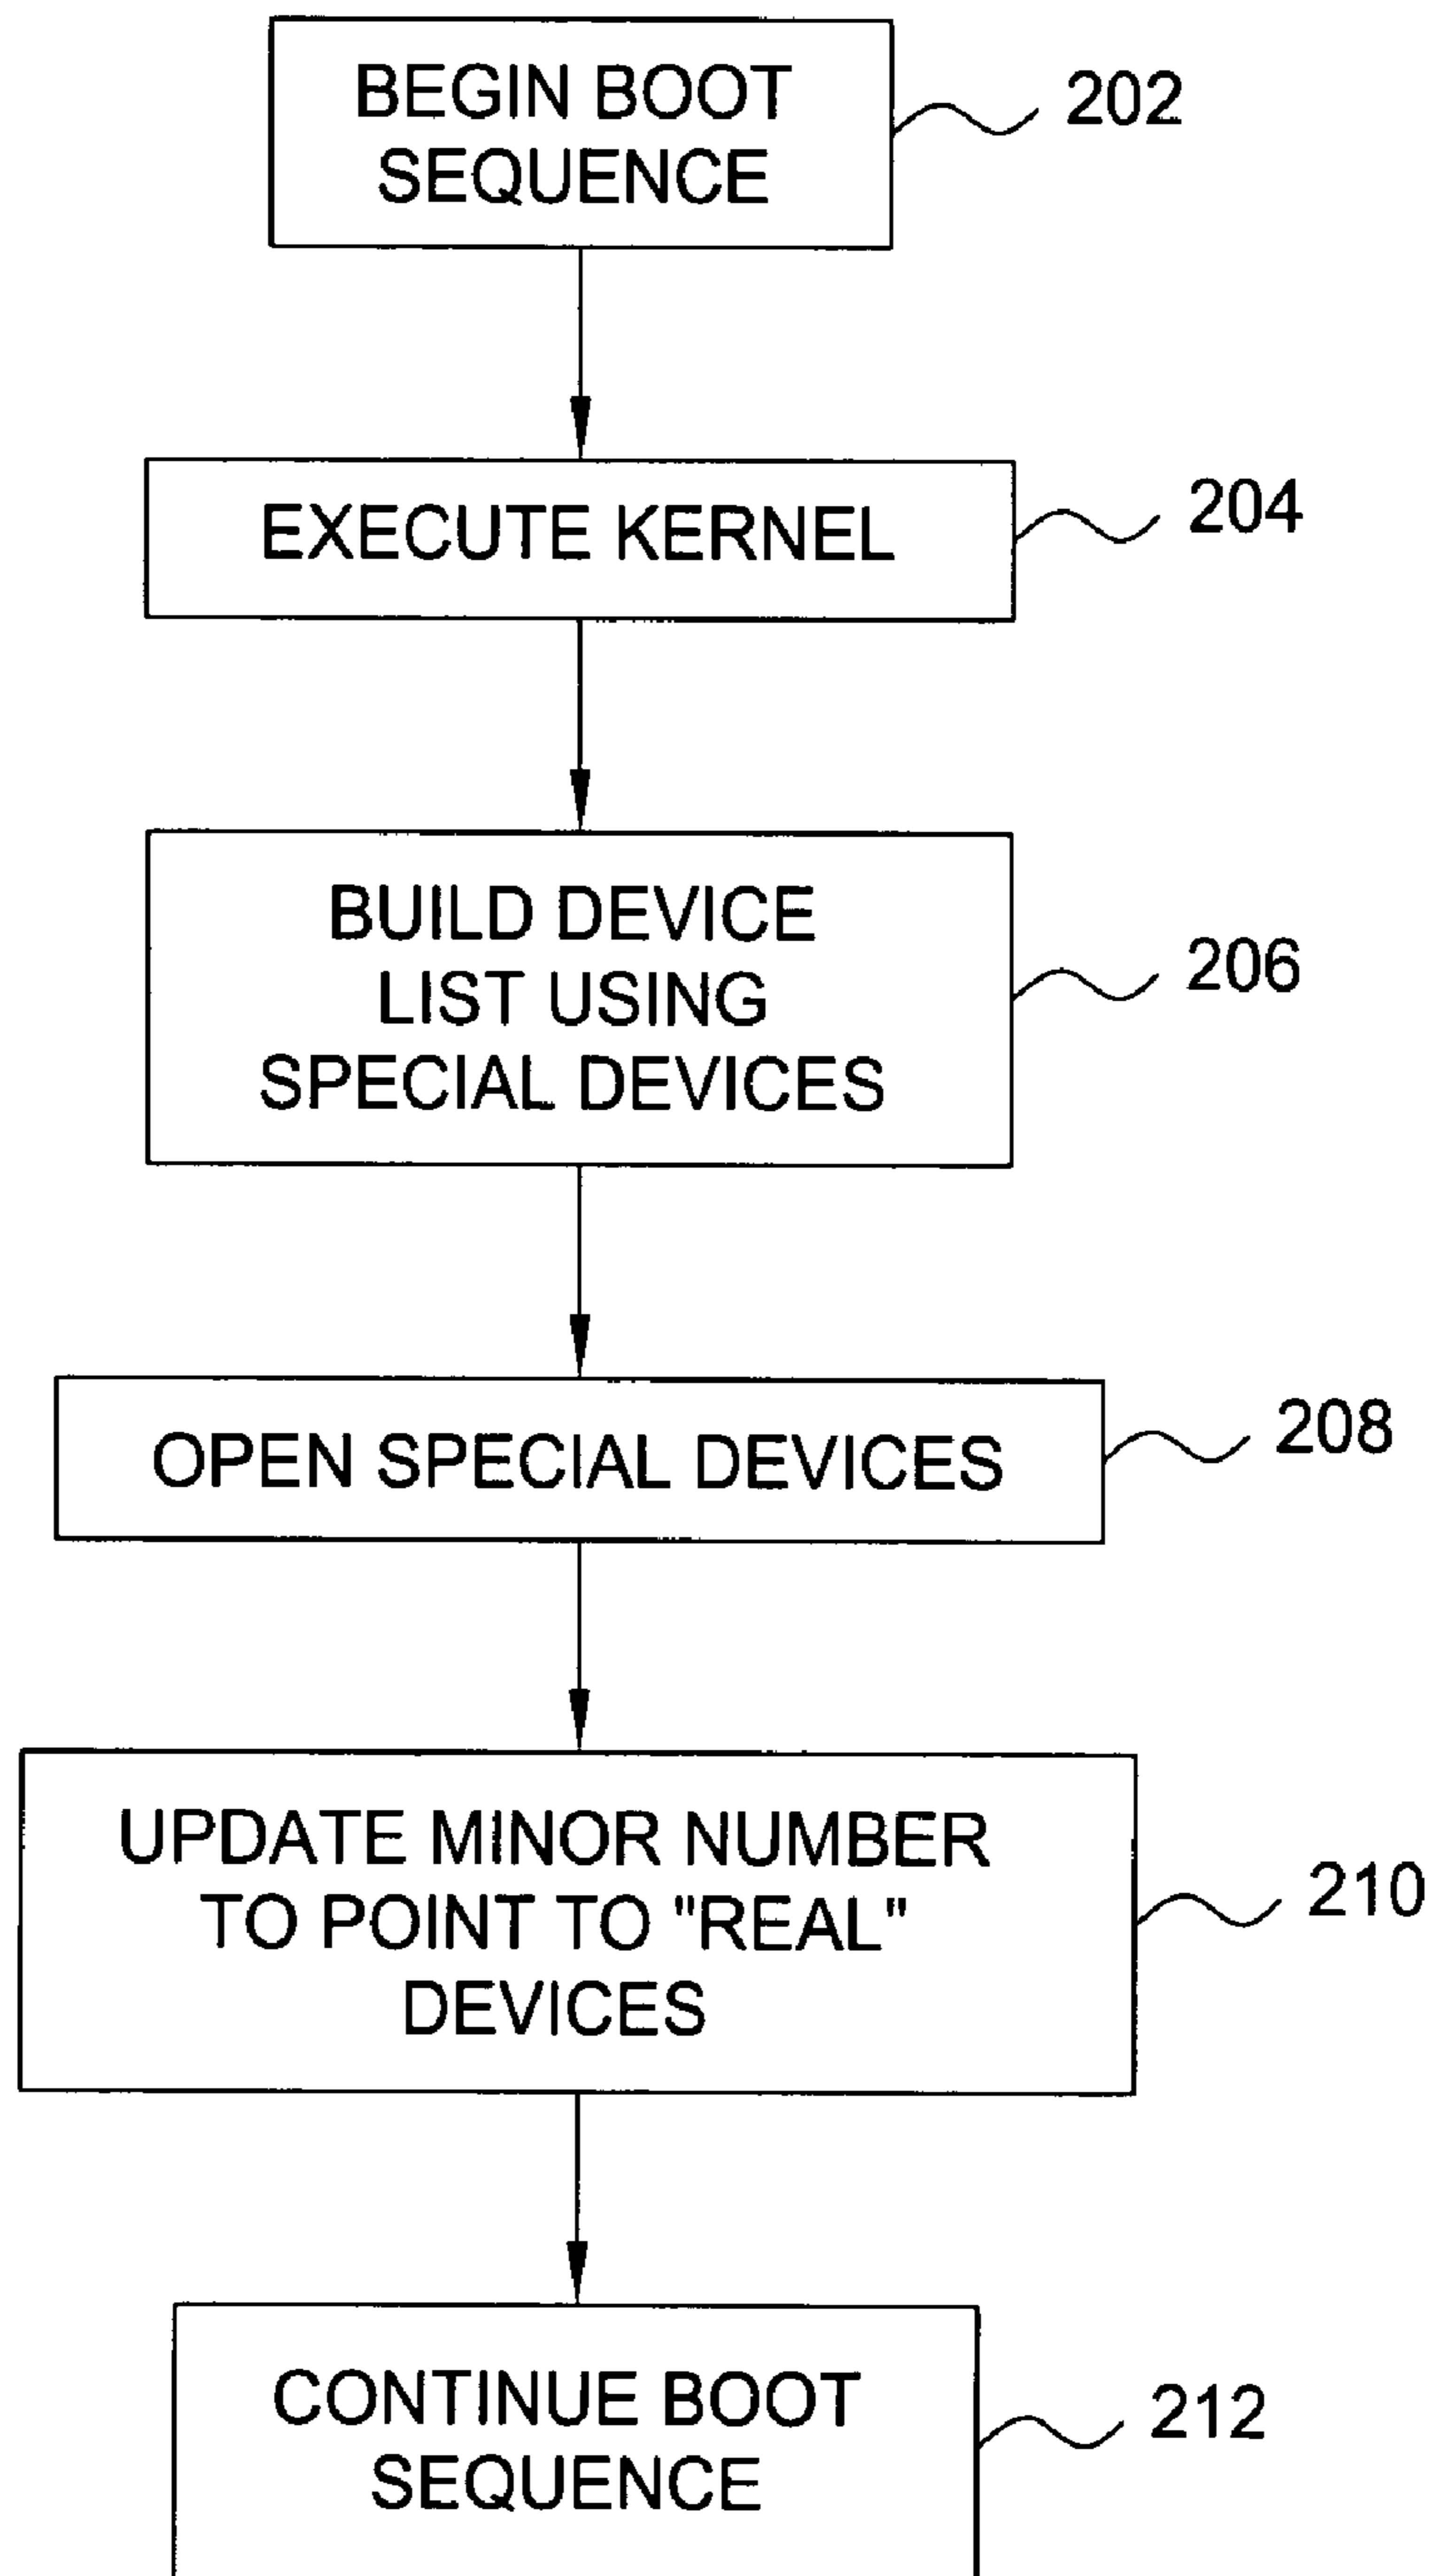 BEGIN BOOT
SEQUENCE
202
EXECUTE KERNEL
204
BUILD DEVICE
LIST USING
SPECIAL DEVICES
206
OPEN SPECIAL DEVICES
208
UPDATE MINOR NUMBER
TO POINT TO "REAL"
DEVICES
210
CONTINUE BOOT
SEQUENCE
212